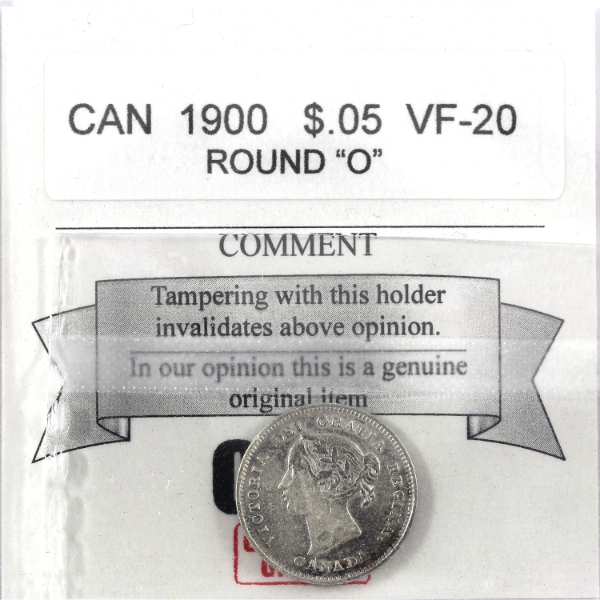 CAN 1900 $.05 VF-20
ROUND “O”
COMMENT
Tampering with this holder
invalidates above opinion.
In our opinion this is a genuine
original item
VICTORIA DEI GRATIA REGINA.
CANADA